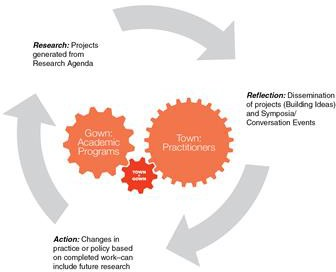 Research: Projects
generated from
Research Agenda
Reflection: Dissemination
of projects (Building Ideas)
and Symposia/
Conversation Events
Gown:
Academic
Programs
Town:
Practitioners
TOWN
+
GOWN
Action: Changes in
practice or policy based
on completed work–can
include future research